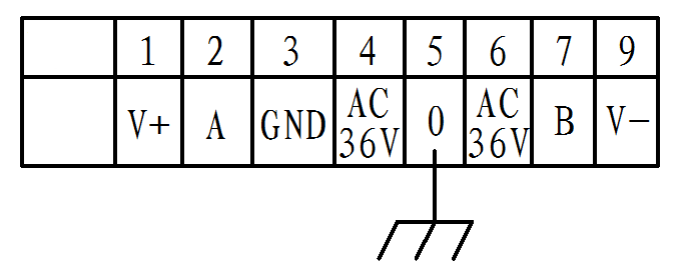 1 2 3 4 5 6 7 9
V+ A GND AC 36V 0 AC 36V B V−